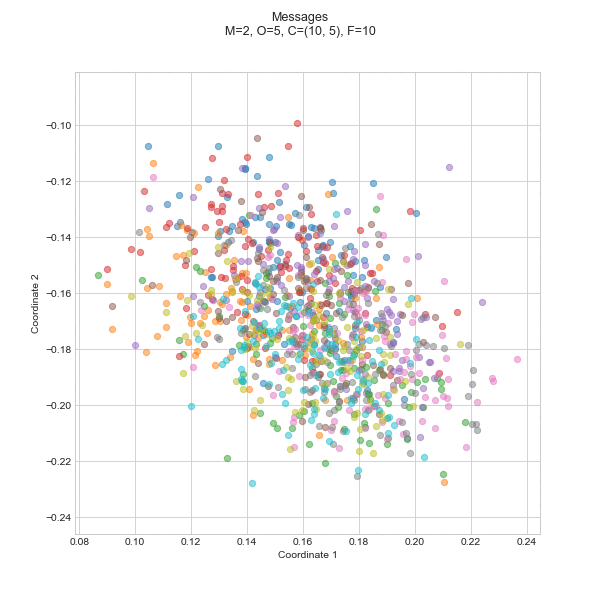 Messages
M=2, O=5, C=(10, 5), F=10
Coordinate 2
−0.10
−0.12
−0.14
−0.16
−0.18
−0.20
−0.22
−0.24
0.08 0.10 0.12 0.14 0.16 0.18 0.20 0.22 0.24
Coordinate 1